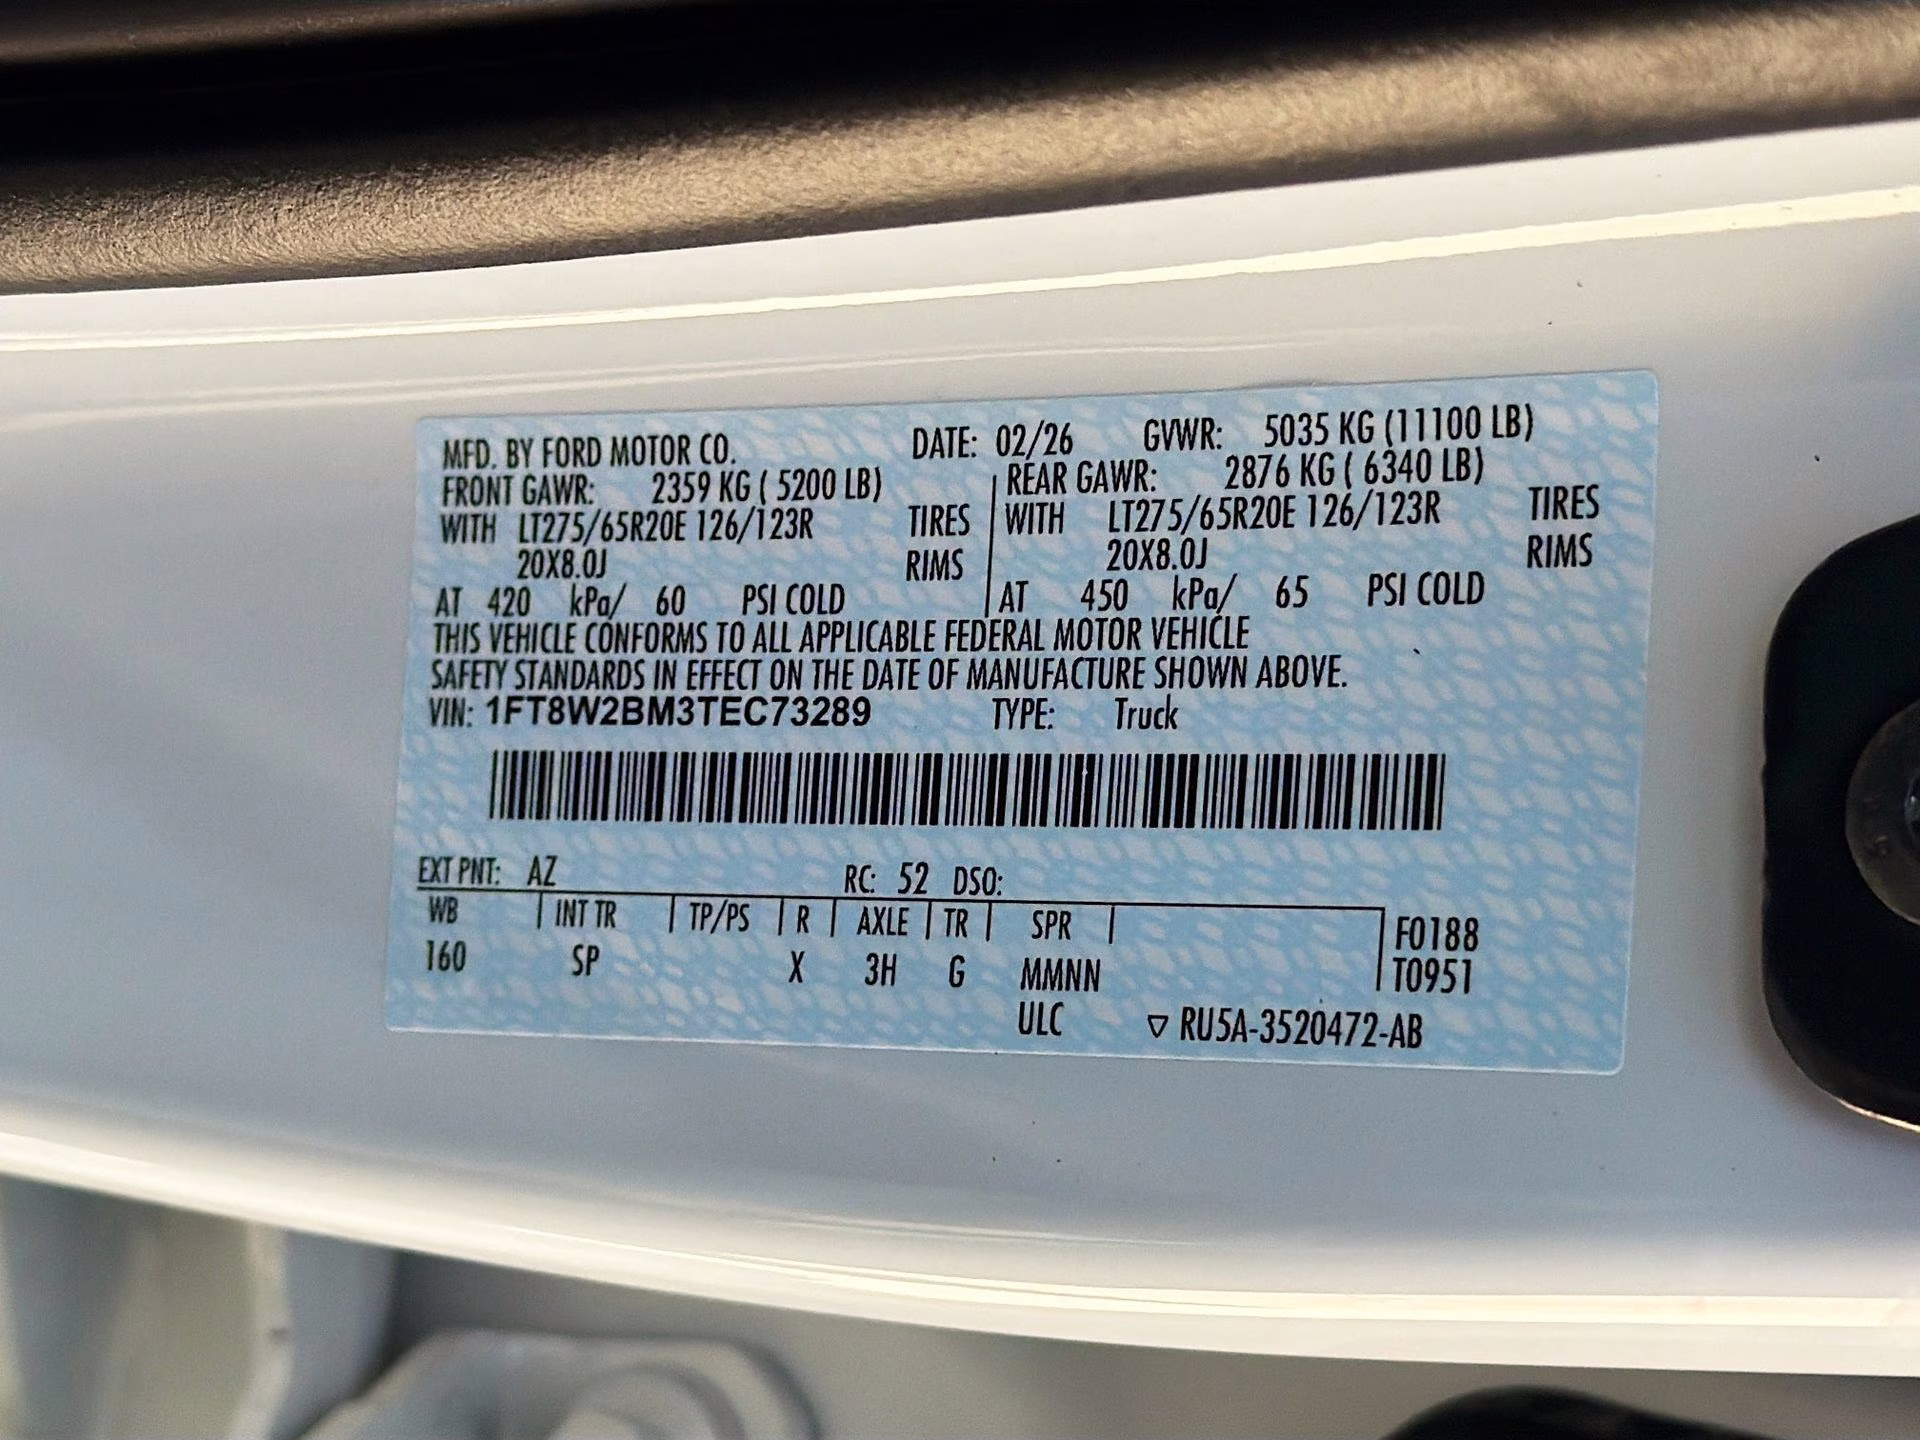 MFD. BY FORD MOTOR CO. DATE: 02/26 GVWR: 5035 KG (11100 LB)
FRONT GAWR: 2359 KG ( 5200 LB) REAR GAWR: 2876 KG ( 6340 LB)
WITH LT275/65R20E 126/123R TIRES WITH LT275/65R20E 126/123R TIRES
20X8.0J RIMS 20X8.0J RIMS
AT 420 kPa/ 60 PSI COLD AT 450 kPa/ 65 PSI COLD
THIS VEHICLE CONFORMS TO ALL APPLICABLE FEDERAL MOTOR VEHICLE
SAFETY STANDARDS IN EFFECT ON THE DATE OF MANUFACTURE SHOWN ABOVE.
VIN: 1FT8W2BM3TEC73289 TYPE: Truck
EXT PNT: AZ RC: 52 DSO:
WB INT TR TP/PS R AXLE TR SPR F0188
160 SP X 3H G MMNN T0951
ULC ▽ RU5A-3520472-AB